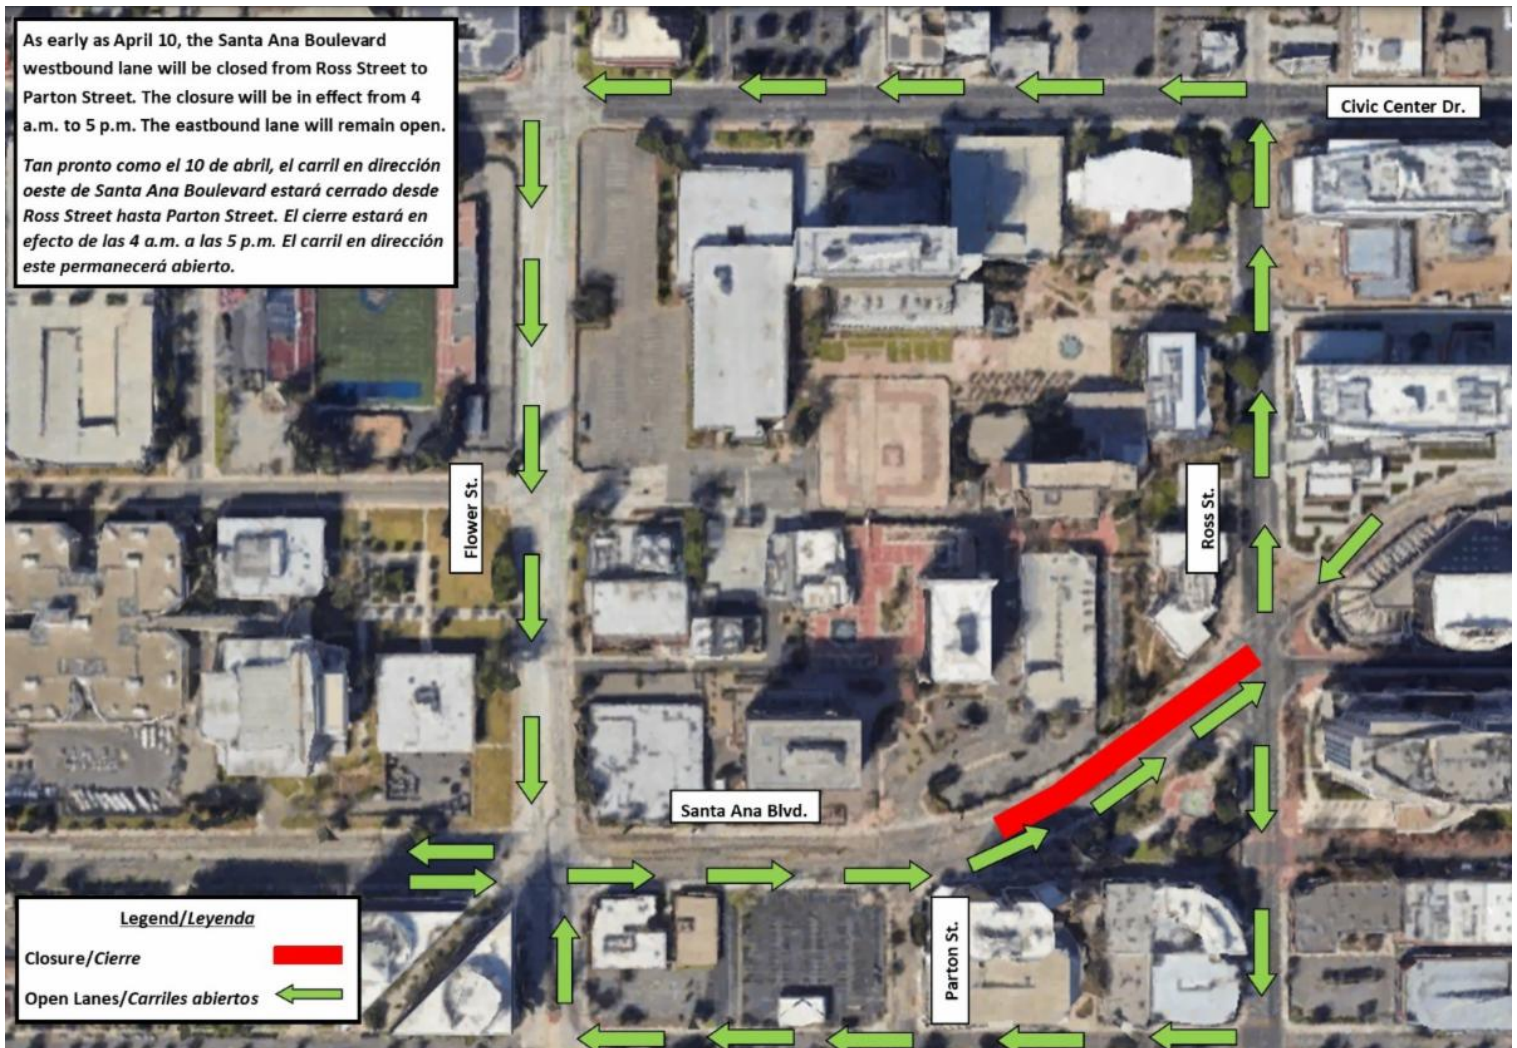 As early as April 10, the Santa Ana Boulevard
westbound lane will be closed from Ross Street to
Parton Street. The closure will be in effect from 4
a.m. to 5 p.m. The eastbound lane will remain open.
Tan pronto como el 10 de abril, el carril en dirección
oeste de Santa Ana Boulevard estará cerrado desde
Ross Street hasta Parton Street. El cierre estará en
efecto de las 4 a.m. a las 5 p.m. El carril en dirección
este permanecerá abierto.
Civic Center Dr.
Flower St.
Ross St.
Santa Ana Blvd.
Parton St.
Legend/Leyenda
Closure/Cierre
Open Lanes/Carriles abiertos